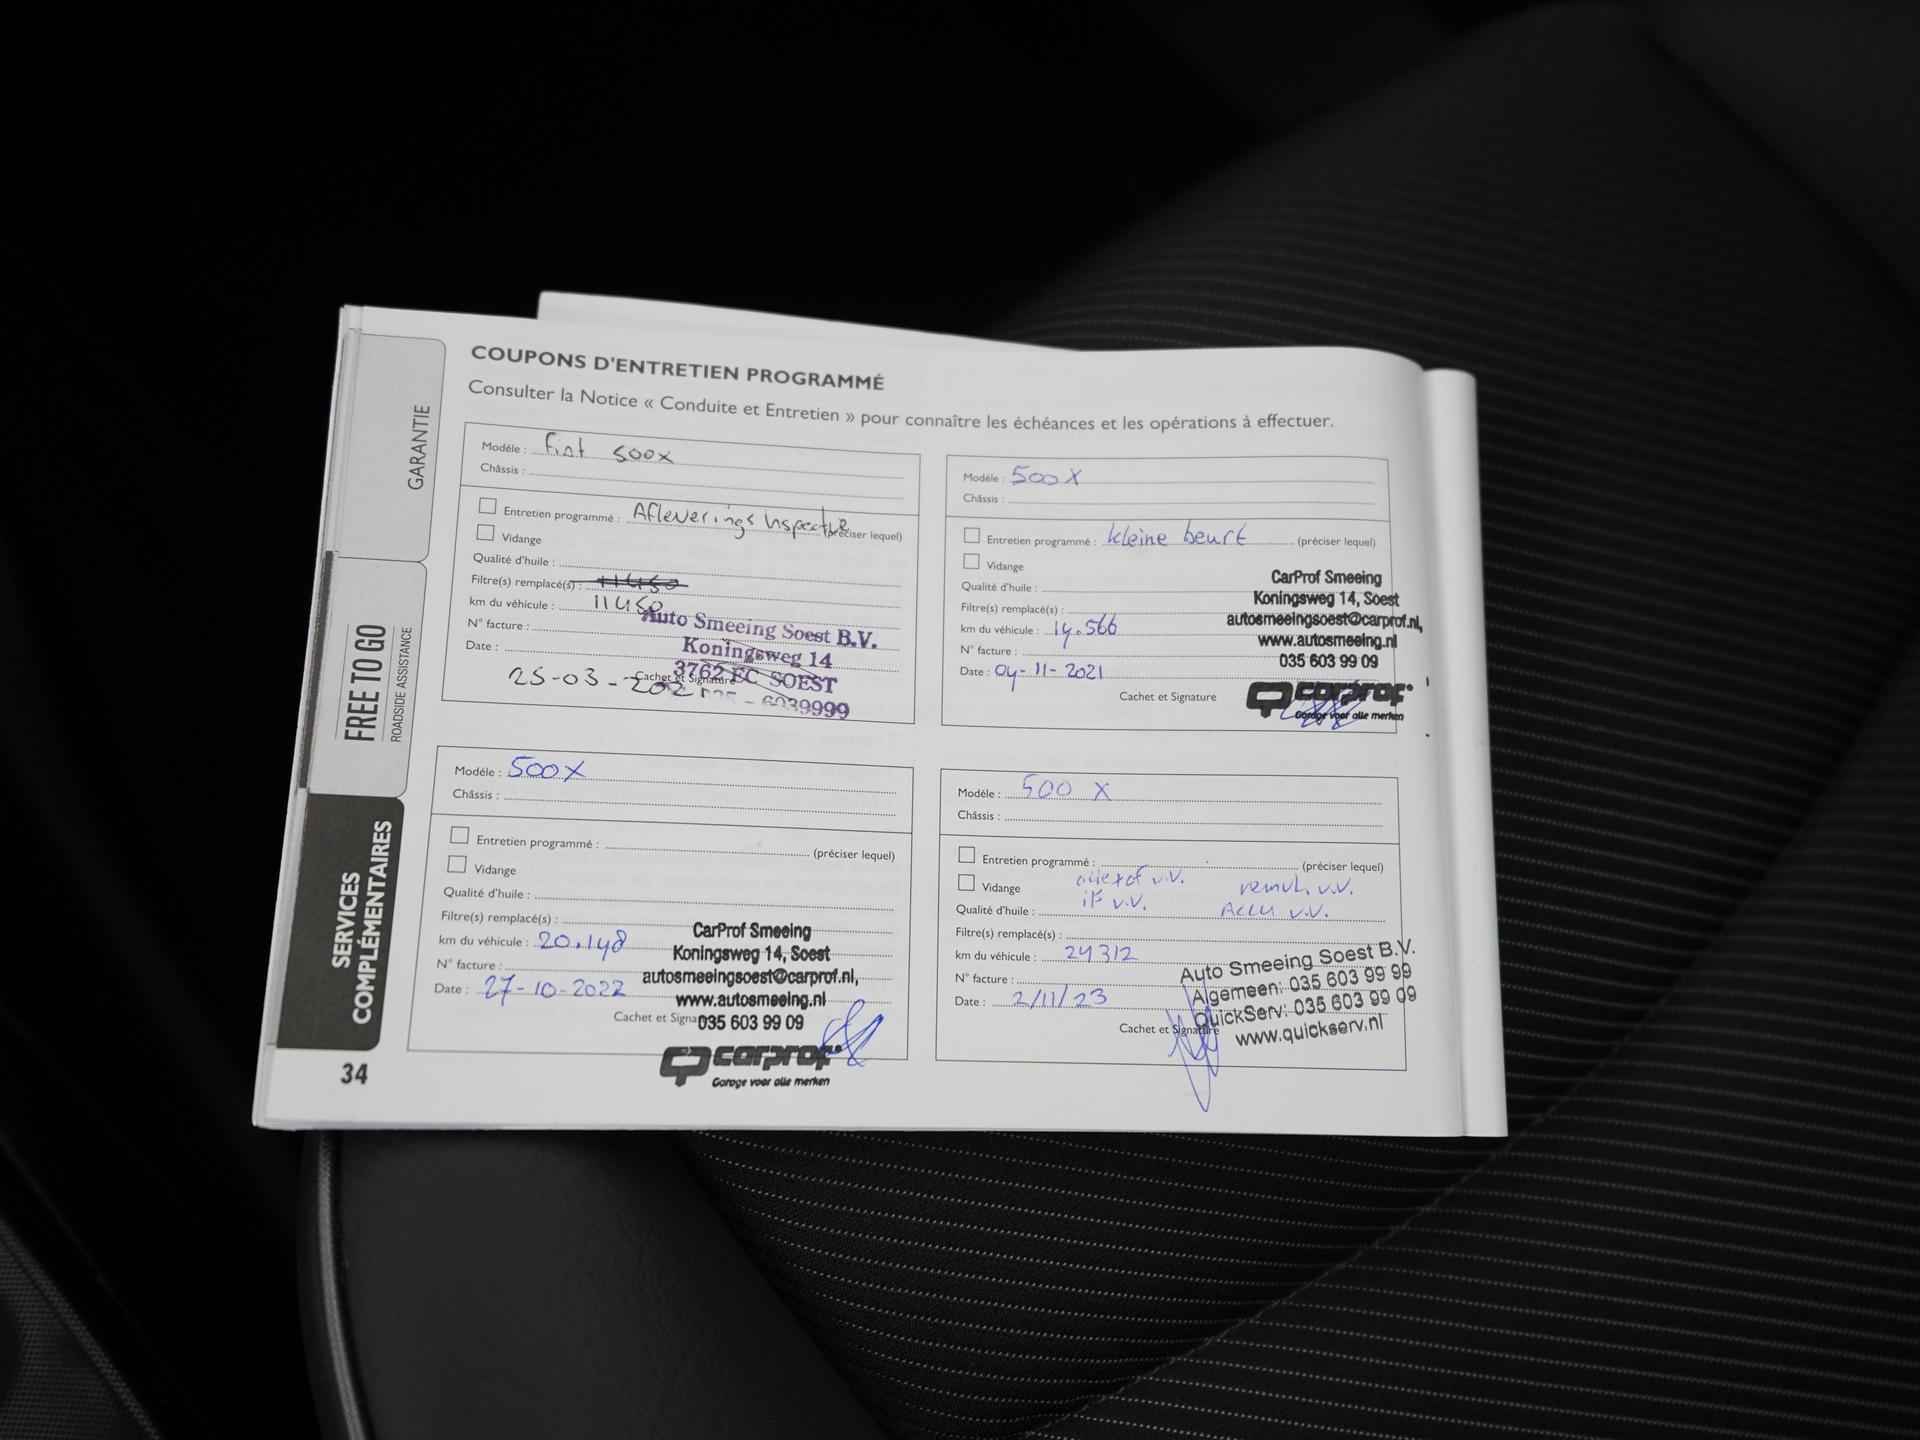 GARANTIE
FREE TO GO
ROADSIDE ASSISTANCE
SERVICES
COMPLÉMENTAIRES
34
COUPONS D'ENTRETIEN PROGRAMMÉ
Consulter la Notice « Conduite et Entretien » pour connaître les échéances et les opérations à effectuer.
Modèle : Fiat 500x
Châssis :
Entretien programmé : Afleverings inspectie (préciser lequel)
Vidange
Qualité d'huile :
Filtre(s) remplacé(s) : 11450
km du véhicule : 11450
N° facture :
Date : 25-03-2021
Cachet et Signature
Auto Smeeing Soest B.V.
Koningsweg 14
3762 EC SOEST
035 - 6039999
Modèle : 500X
Châssis :
Entretien programmé : kleine beurt (préciser lequel)
Vidange
Qualité d'huile :
Filtre(s) remplacé(s) :
km du véhicule : 14.566
N° facture :
Date : 04-11-2021
Cachet et Signature
CarProf Smeeing
Koningsweg 14, Soest
autosmeeingsoest@carprof.nl,
www.autosmeeing.nl
035 603 99 09
carprof
Garage voor alle merken
Modèle : 500X
Châssis :
Entretien programmé : (préciser lequel)
Vidange
Qualité d'huile :
Filtre(s) remplacé(s) :
km du véhicule : 20.148
N° facture :
Date : 27-10-2022
Cachet et Signa
CarProf Smeeing
Koningsweg 14, Soest
autosmeeingsoest@carprof.nl,
www.autosmeeing.nl
035 603 99 09
carprof
Garage voor alle merken
Modèle : 500 X
Châssis :
Entretien programmé : (préciser lequel)
Vidange v.v. remvl. v.v.
Qualité d'huile : v.v. Accu v.v.
Filtre(s) remplacé(s) :
km du véhicule : 24312
N° facture :
Date : 2/11/23
Cachet et Signature
Auto Smeeing Soest B.V.
Algemeen: 035 603 99 99
QuickServ: 035 603 99 09
www.quickserv.nl